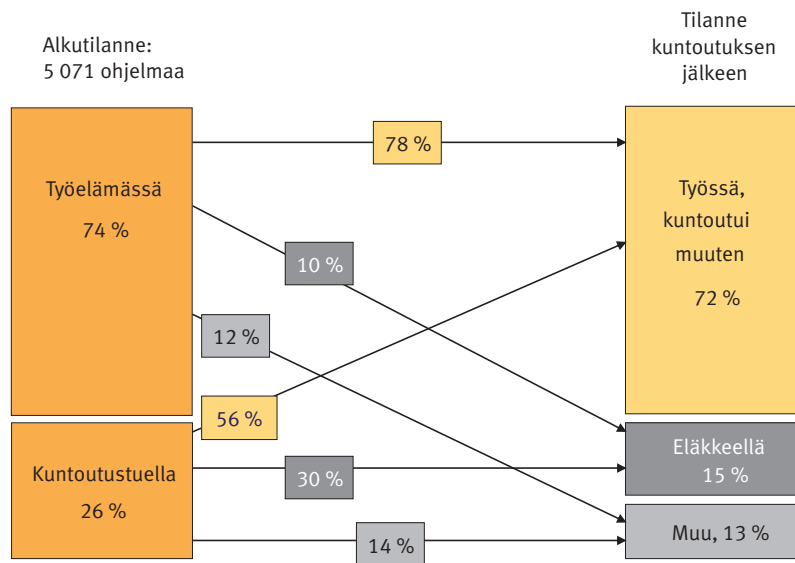 Alkutilanne:
5 071 ohjelmaa
Tilanne
kuntoutuksen
jälkeen
Työelämässä
74 %
78 %
10 %
12 %
Työssä,
kuntoutui
muuten
72 %
Kuntoutustuella
26 %
56 %
30 %
14 %
Eläkkeellä
15 %
Muu, 13 %